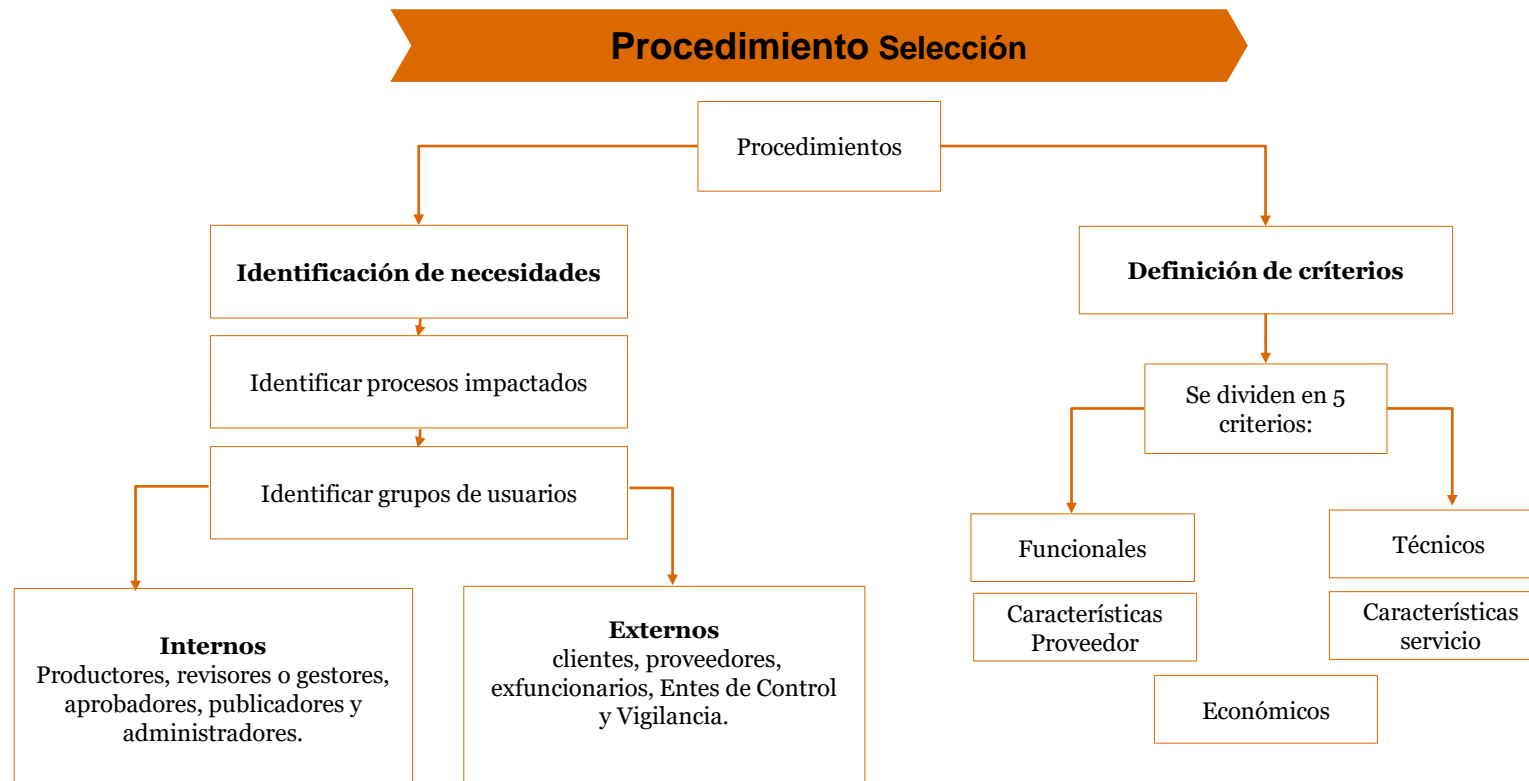 Procedimiento Selección
Procedimientos
Identificación de necesidades
Identificar procesos impactados
Identificar grupos de usuarios
Internos
Productores, revisores o gestores,
aprobadores, publicadores y
administradores.
Externos
clientes, proveedores,
exfuncionarios, Entes de Control
y Vigilancia.
Definición de críterios
Se dividen en 5
criterios:
Funcionales
Técnicos
Característícas
Proveedor
Característícas
servicio
Económicos